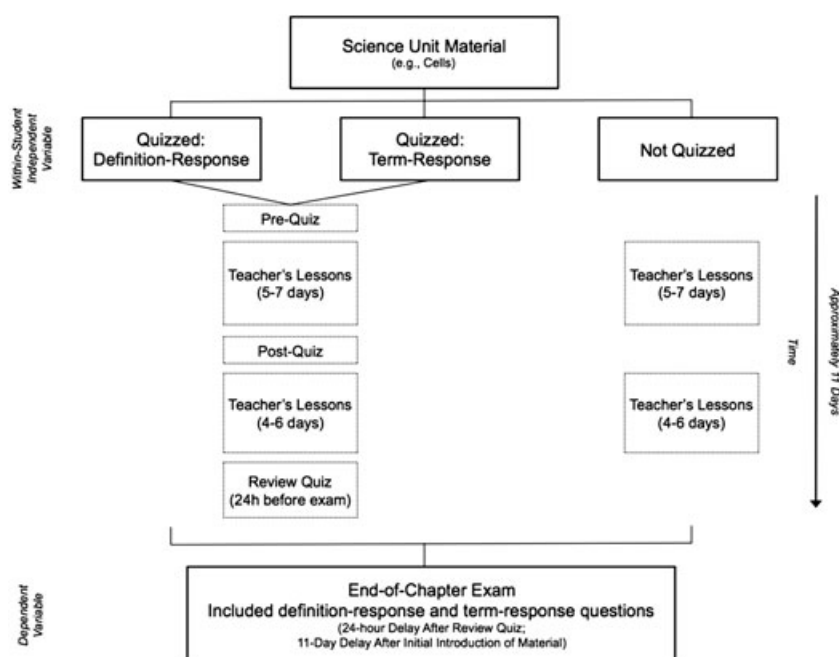 Science Unit Material
(e.g., Cells)
Within-Student
Independent
Variable
Quizzed:
Definition-Response
Quizzed:
Term-Response
Not Quizzed
Pre-Quiz
Teacher's Lessons
(5-7 days)
Teacher's Lessons
(5-7 days)
Post-Quiz
Teacher's Lessons
(4-6 days)
Teacher's Lessons
(4-6 days)
Review Quiz
(24h before exam)
Time
Approximately 11 Days
Dependent
Variable
End-of-Chapter Exam
Included definition-response and term-response questions
(24-hour Delay After Review Quiz;
11-Day Delay After Initial Introduction of Material)